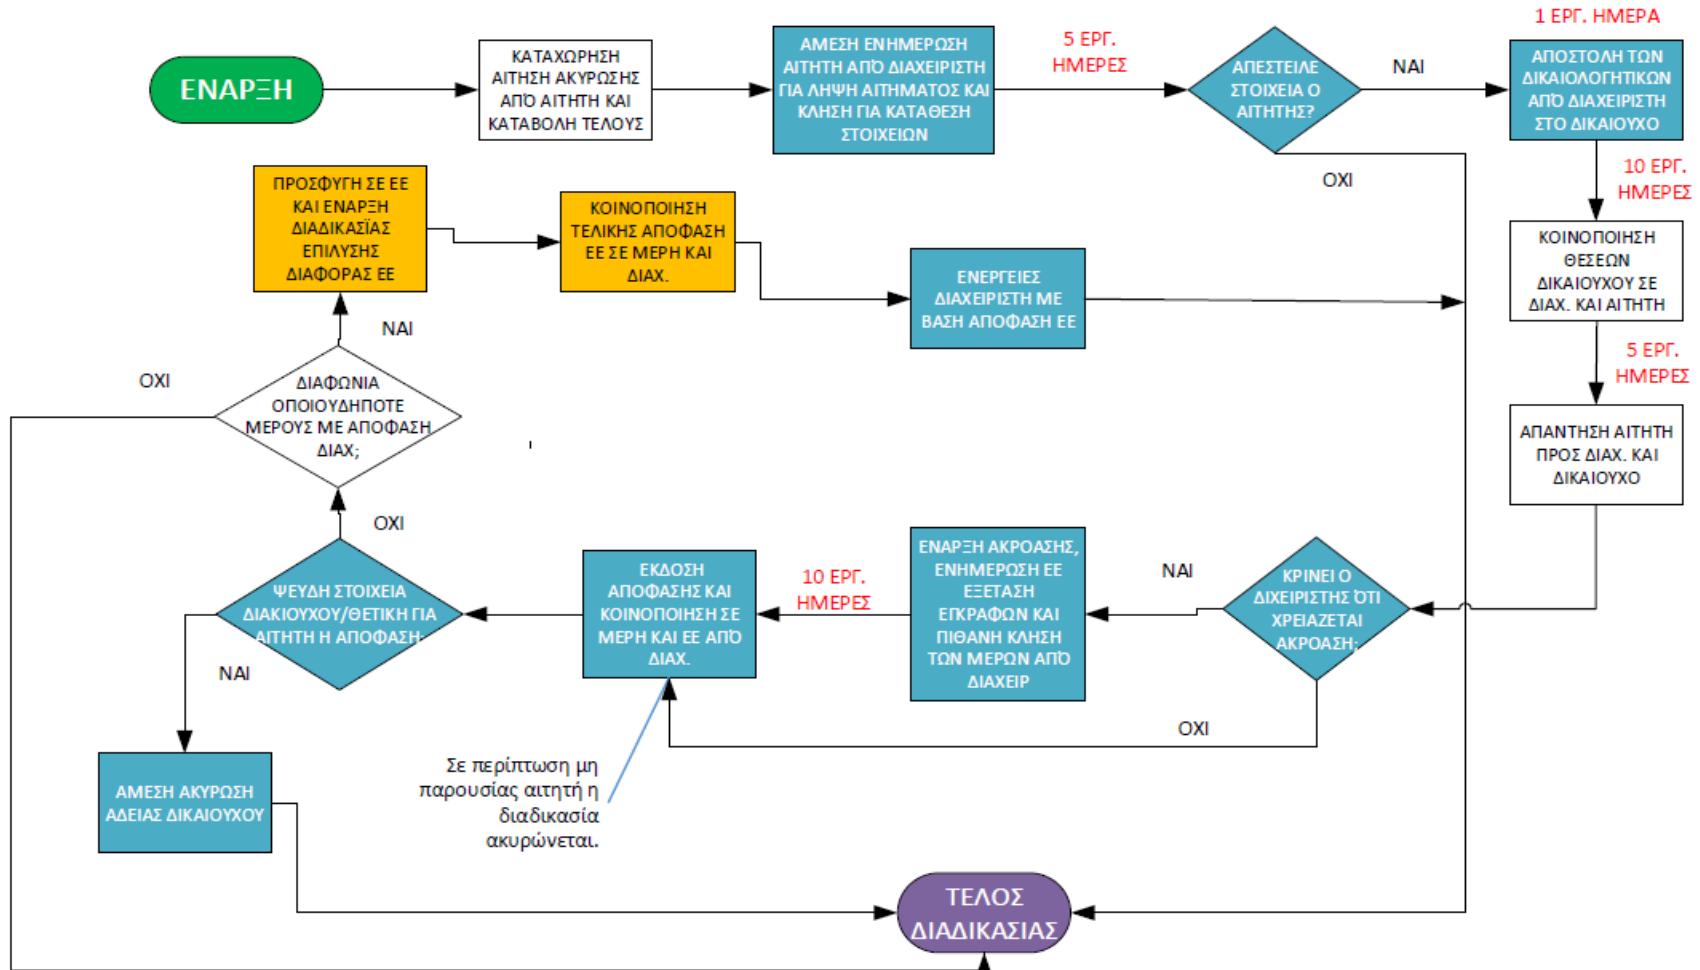 ΕΝΑΡΞΗ
ΚΑΤΑΧΩΡΗΣΗ
ΑΙΤΗΣΗ ΑΚΥΡΩΣΗΣ
ΑΠΌ ΑΙΤΗΤΗ ΚΑΙ
ΚΑΤΑΒΟΛΗ ΤΕΛΟΥΣ
ΑΜΕΣΗ ΕΝΗΜΕΡΩΣΗ
ΑΙΤΗΤΗ ΑΠΌ ΔΙΑΧΕΙΡΙΣΤΗ
ΓΙΑ ΛΗΨΗ ΑΙΤΗΜΑΤΟΣ ΚΑΙ
ΚΛΗΣΗ ΓΙΑ ΚΑΤΑΘΕΣΗ
ΣΤΟΙΧΕΙΩΝ
5 ΕΡΓ.
ΗΜΕΡΕΣ
ΑΠΕΣΤΕΙΛΕ
ΣΤΟΙΧΕΙΑ Ο
ΑΙΤΗΤΗΣ?
ΝΑΙ
ΟΧΙ
1 ΕΡΓ. ΗΜΕΡΑ
ΑΠΟΣΤΟΛΗ ΤΩΝ
ΔΙΚΑΙΟΛΟΓΗΤΙΚΩΝ
ΑΠΌ ΔΙΑΧΕΙΡΙΣΤΗ
ΣΤΟ ΔΙΚΑΙΟΥΧΟ
10 ΕΡΓ.
ΗΜΕΡΕΣ
ΚΟΙΝΟΠΟΙΗΣΗ
ΘΕΣΕΩΝ
ΔΙΚΑΙΟΥΧΟΥ ΣΕ
ΔΙΑΧ. ΚΑΙ ΑΙΤΗΤΗ
5 ΕΡΓ.
ΗΜΕΡΕΣ
ΑΠΑΝΤΗΣΗ ΑΙΤΗΤΗ
ΠΡΟΣ ΔΙΑΧ. ΚΑΙ
ΔΙΚΑΙΟΥΧΟ
ΚΡΙΝΕΙ Ο
ΔΙΧΕΙΡΙΣΤΗΣ ΌΤΙ
ΧΡΕΙΑΖΕΤΑΙ
ΑΚΡΟΑΣΗ;
ΝΑΙ
ΟΧΙ
ΕΝΑΡΞΗ ΑΚΡΟΑΣΗΣ,
ΕΝΗΜΕΡΩΣΗ ΕΕ
ΕΞΕΤΑΣΗ
ΕΓΚΡΑΦΩΝ ΚΑΙ
ΠΙΘΑΝΗ ΚΛΗΣΗ
ΤΩΝ ΜΕΡΩΝ ΑΠΌ
ΔΙΑΧΕΙΡ
10 ΕΡΓ.
ΗΜΕΡΕΣ
ΕΚΔΟΣΗ
ΑΠΟΦΑΣΗΣ ΚΑΙ
ΚΟΙΝΟΠΟΙΗΣΗ ΣΕ
ΜΕΡΗ ΚΑΙ ΕΕ ΑΠΌ
ΔΙΑΧ.
Σε περίπτωση μη
παρουσίας αιτητή η
διαδικασία
ακυρώνεται.
ΨΕΥΔΗ ΣΤΟΙΧΕΙΑ
ΔΙΑΚΙΟΥΧΟΥ/ΘΕΤΙΚΗ ΓΙΑ
ΑΙΤΗΤΗ Η ΑΠΟΦΑΣΗ;
ΟΧΙ
ΝΑΙ
ΑΜΕΣΗ ΑΚΥΡΩΣΗ
ΑΔΕΙΑΣ ΔΙΚΑΙΟΥΧΟΥ
ΔΙΑΦΩΝΙΑ
ΟΠΟΙΟΥΔΗΠΟΤΕ
ΜΕΡΟΥΣ ΜΕ ΑΠΟΦΑΣΗ
ΔΙΑΧ;
ΟΧΙ
ΝΑΙ
ΠΡΟΣΦΥΓΗ ΣΕ ΕΕ
ΚΑΙ ΕΝΑΡΞΗ
ΔΙΑΔΙΚΑΣΪΑΣ
ΕΠΙΛΥΣΗΣ
ΔΙΑΦΟΡΑΣ ΕΕ
ΚΟΙΝΟΠΟΙΗΣΗ
ΤΕΛΙΚΗΣ ΑΠΟΦΑΣΗ
ΕΕ ΣΕ ΜΕΡΗ ΚΑΙ
ΔΙΑΧ.
ΕΝΕΡΓΕΙΕΣ
ΔΙΑΧΕΙΡΙΣΤΗ ΜΕ
ΒΑΣΗ ΑΠΟΦΑΣΗ ΕΕ
ΤΕΛΟΣ
ΔΙΑΔΙΚΑΣΙΑΣ